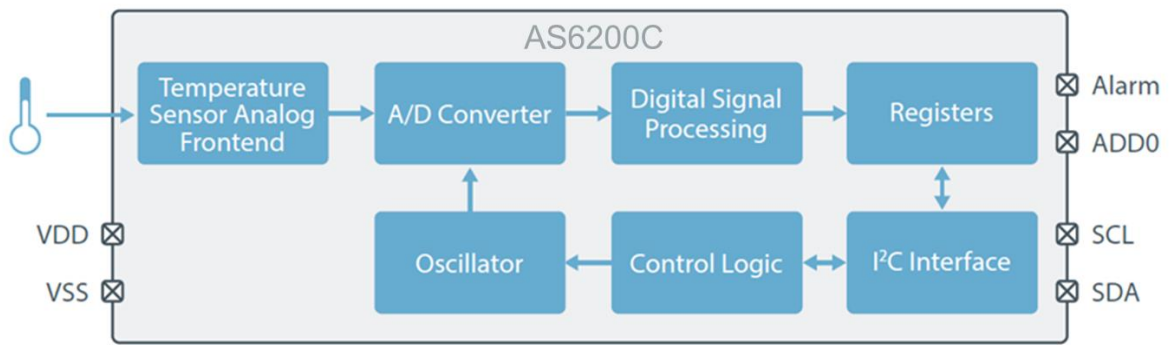 AS6200C
Temperature
Sensor Analog
Frontend
A/D Converter
Digital Signal
Processing
Registers
Alarm
ADD0
VDD
VSS
Oscillator
Control Logic
I²C Interface
SCL
SDA